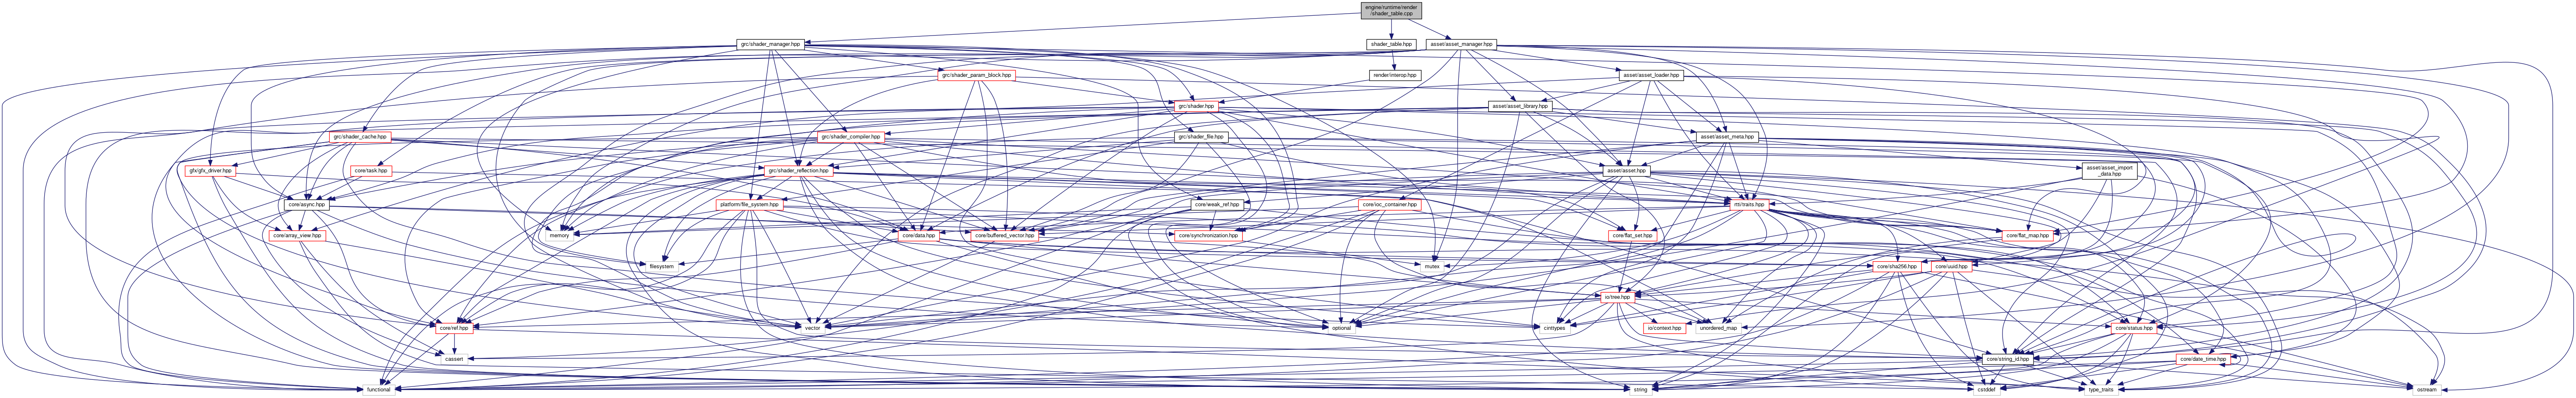 engine/runtime/render
/shader_table.cpp
grc/shader_manager.hpp
shader_table.hpp
asset/asset_manager.hpp
grc/shader_param_block.hpp
render/interop.hpp
asset/asset_loader.hpp
grc/shader.hpp
asset/asset_library.hpp
grc/shader_cache.hpp
grc/shader_compiler.hpp
grc/shader_file.hpp
asset/asset_meta.hpp
gfx/gfx_driver.hpp
core/task.hpp
grc/shader_reflection.hpp
asset/asset.hpp
asset/asset_import
_data.hpp
core/async.hpp
platform/file_system.hpp
core/weak_ref.hpp
core/ioc_container.hpp
rtti/traits.hpp
core/array_view.hpp
memory
core/data.hpp
core/buffered_vector.hpp
core/synchronization.hpp
core/flat_set.hpp
core/flat_map.hpp
filesystem
mutex
core/sha256.hpp
core/uuid.hpp
io/tree.hpp
core/ref.hpp
vector
optional
cinttypes
io/context.hpp
unordered_map
core/status.hpp
cassert
core/string_id.hpp
core/date_time.hpp
functional
string
cstddef
type_traits
ostream